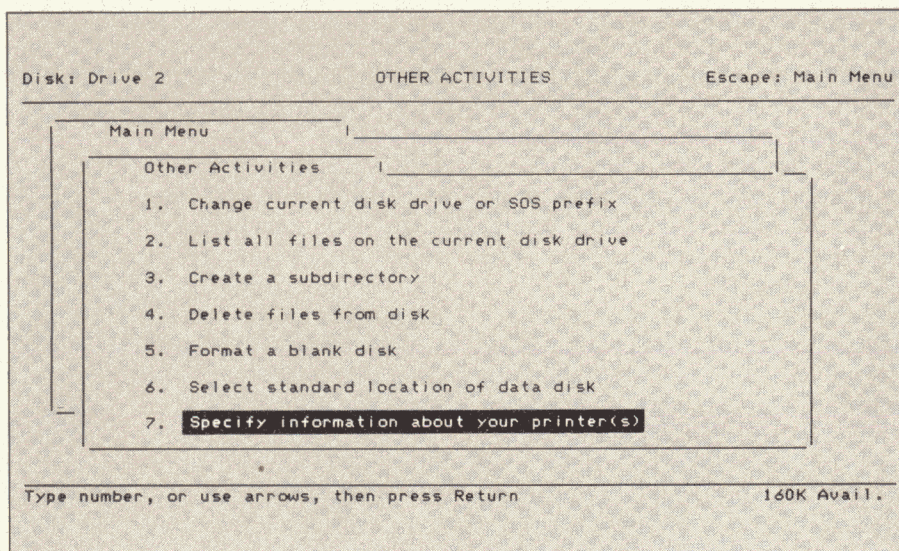 Disk: Drive 2 OTHER ACTIVITIES Escape: Main Menu
Main Menu
Other Activities
1. Change current disk drive or SOS prefix
2. List all files on the current disk drive
3. Create a subdirectory
4. Delete files from disk
5. Format a blank disk
6. Select standard location of data disk
7. Specify information about your printer(s)
Type number, or use arrows, then press Return 160K Avail.